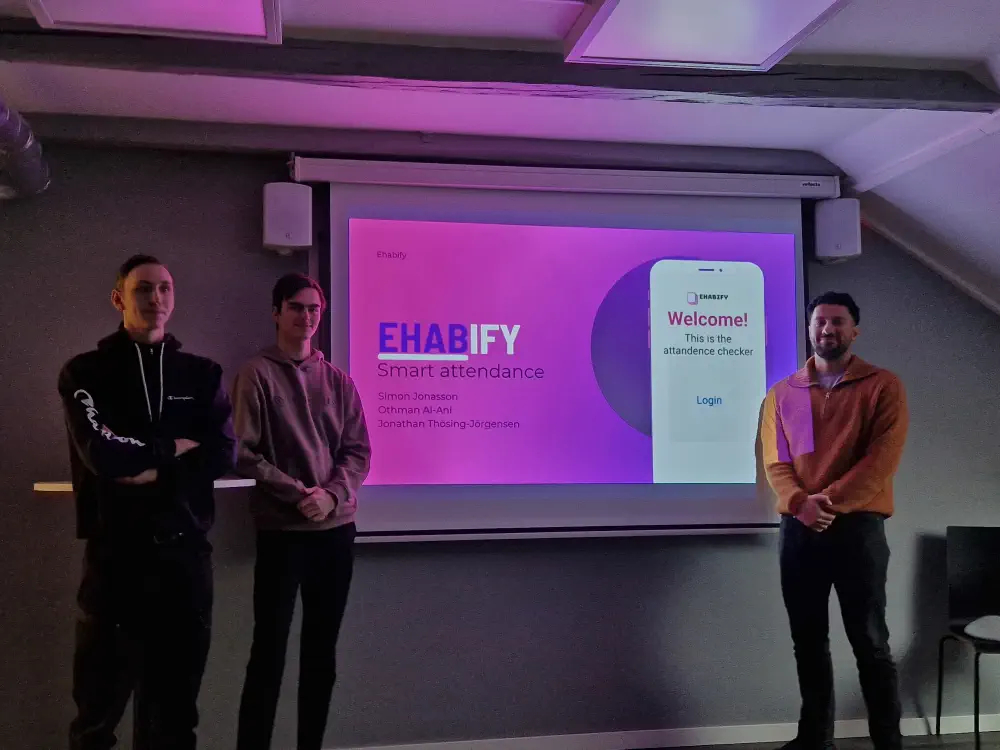 Ehabify
EHABIFY
Smart attendance
Simon Jonasson
Othman Al-Ani
Jonathan Thösing-Jörgensen
EHABIFY
Welcome!
This is the
attandence checker
Login
Champion